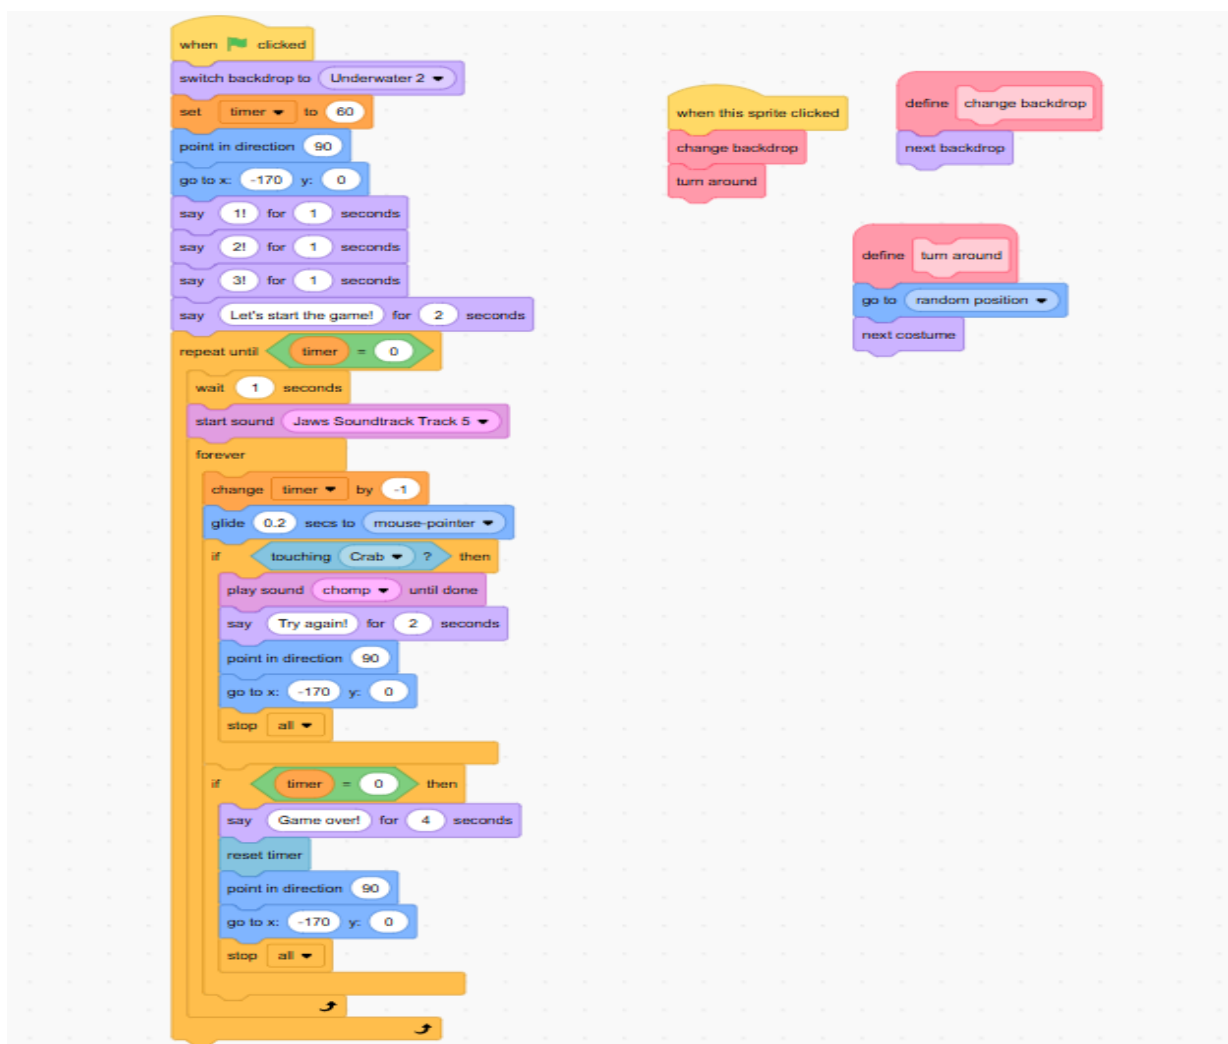 when clicked
switch backdrop to Underwater 2
set timer to 60
point in direction 90
go to x: -170 y: 0
say 1! for 1 seconds
say 2! for 1 seconds
say 3! for 1 seconds
say Let's start the game! for 2 seconds
repeat until timer = 0
wait 1 seconds
start sound Jaws Soundtrack Track 5
forever
change timer by -1
glide 0.2 secs to mouse-pointer
if touching Crab ? then
play sound chomp until done
say Try again! for 2 seconds
point in direction 90
go to x: -170 y: 0
stop all
if timer = 0 then
say Game over! for 4 seconds
reset timer
point in direction 90
go to x: -170 y: 0
stop all
when this sprite clicked
change backdrop
turn around
define change backdrop
next backdrop
define turn around
go to random position
next costume